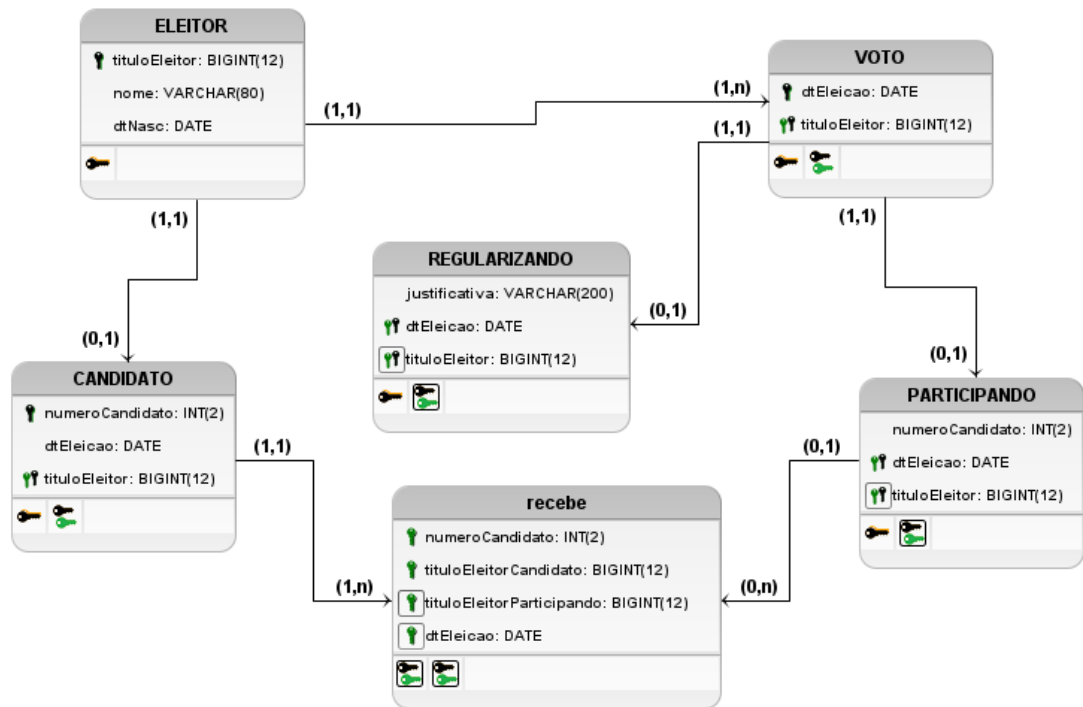 ELEITOR
tituloEleitor: BIGINT(12)
nome: VARCHAR(80)
dtNasc: DATE
(1,1)
(1,n)
VOTO
dtEleicao: DATE
tituloEleitor: BIGINT(12)
(1,1)
(1,1)
(1,1)
REGULARIZANDO
justificativa: VARCHAR(200)
dtEleicao: DATE
tituloEleitor: BIGINT(12)
(0,1)
(0,1)
(0,1)
CANDIDATO
numeroCandidato: INT(2)
dtEleicao: DATE
tituloEleitor: BIGINT(12)
(1,1)
(1,n)
PARTICIPANDO
numeroCandidato: INT(2)
dtEleicao: DATE
tituloEleitor: BIGINT(12)
(0,1)
(0,n)
recebe
numeroCandidato: INT(2)
tituloEleitorCandidato: BIGINT(12)
tituloEleitorParticipando: BIGINT(12)
dtEleicao: DATE